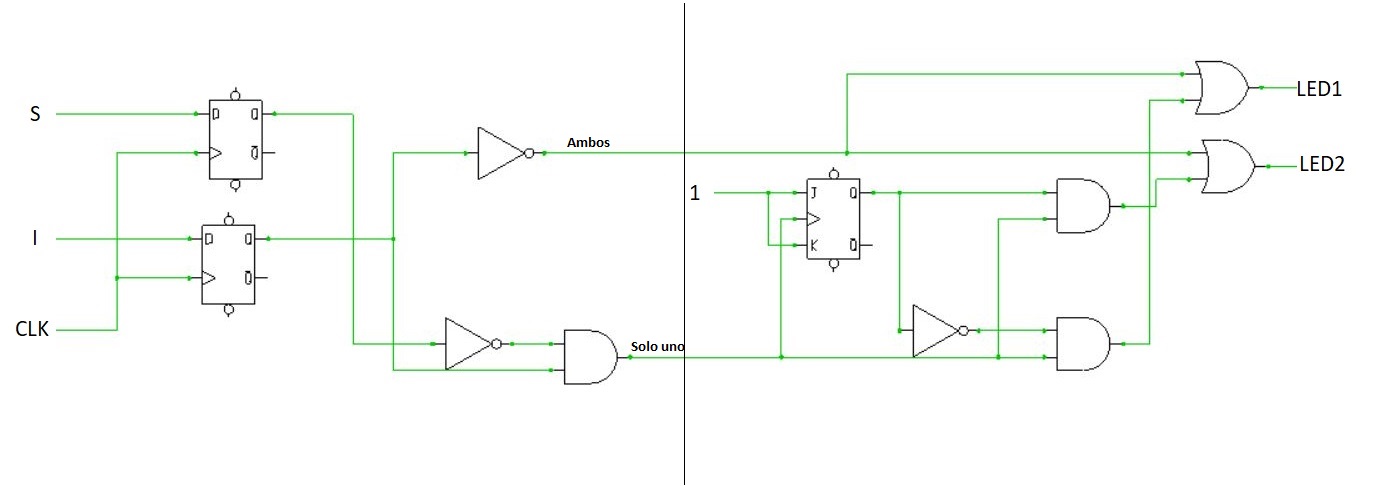 S
I
CLK
D Q
Q̅
D Q
Q̅
Ambos
Solo uno
1
J Q
K Q̅
LED1
LED2